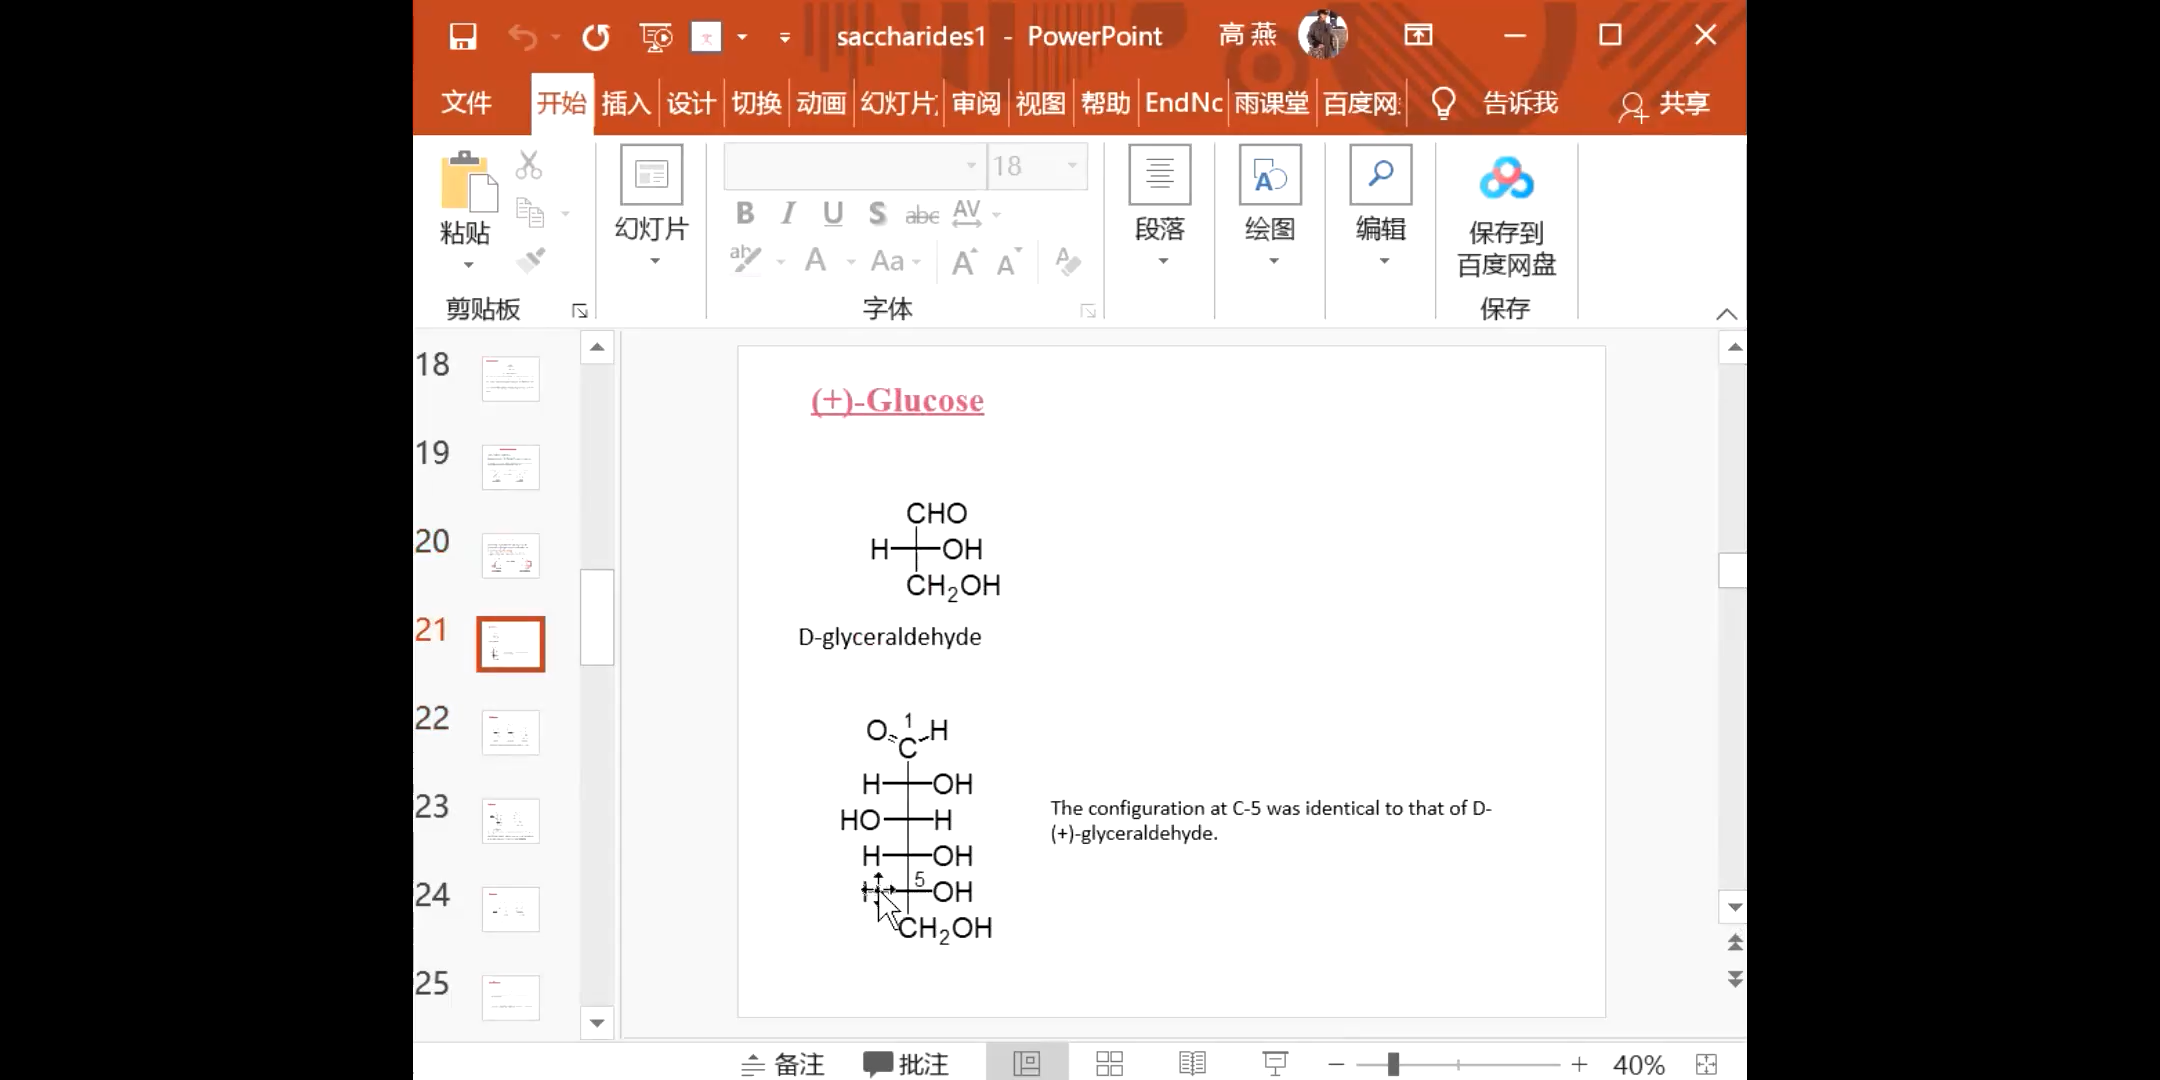 saccharides1 - PowerPoint 高 燕
文件 开始 插入 设计 切换 动画 幻灯片 审阅 视图 帮助 EndNc 雨课堂 百度网 告诉我 共享
18
B I U S abc AV
粘贴 幻灯片 段落 绘图 编辑 保存到
百度网盘
ab A Aa A A A
剪贴板 字体 保存
18
19
20
21
22
23
24
25
(+)-Glucose
CHO
H OH
CH2OH
D-glyceraldehyde
1
O H
C
H OH
HO H
H OH
5
H OH
CH2OH
The configuration at C-5 was identical to that of D-
(+)-glyceraldehyde.
备注 批注 40%